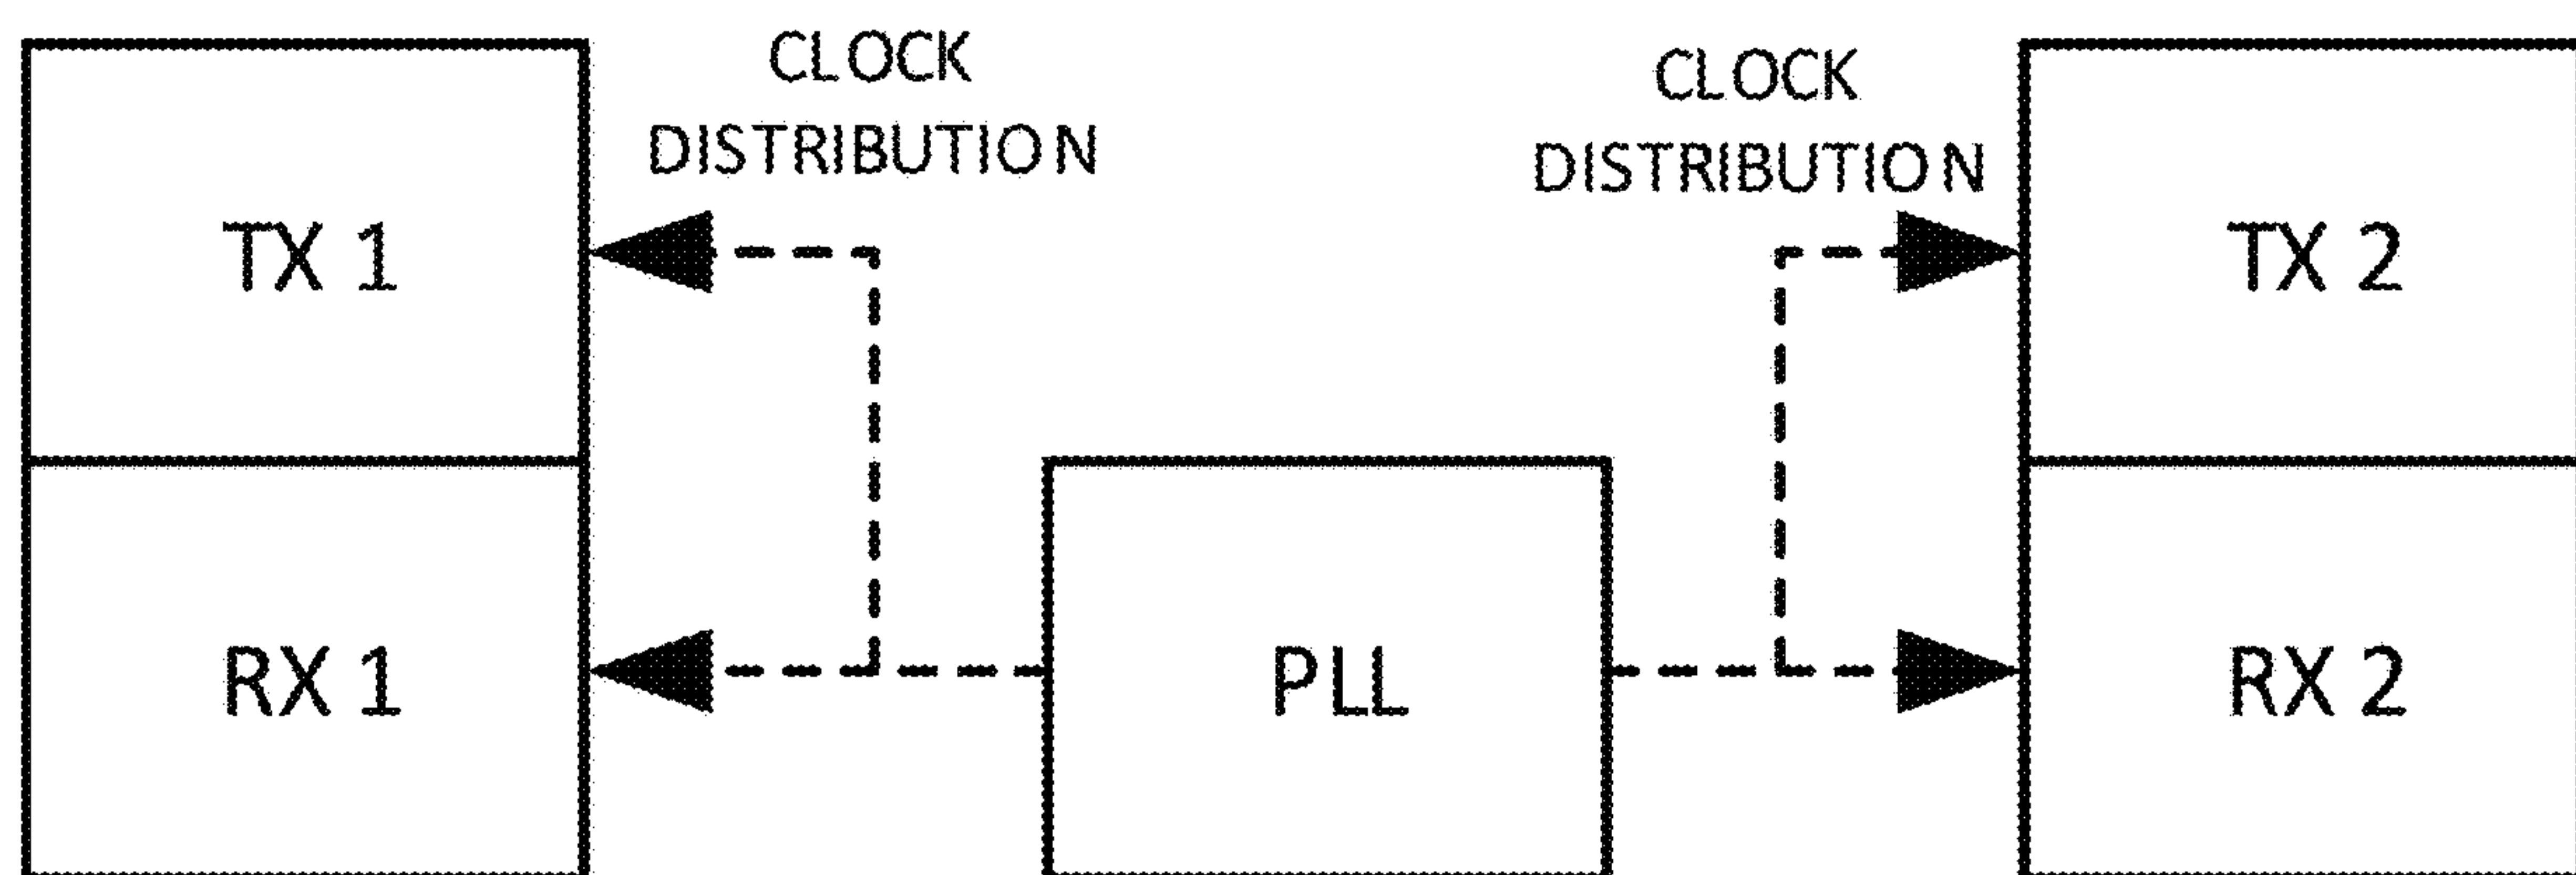 CLOCK
DISTRIBUTION
CLOCK
DISTRIBUTION
TX 1
TX 2
RX 1
PLL
RX 2